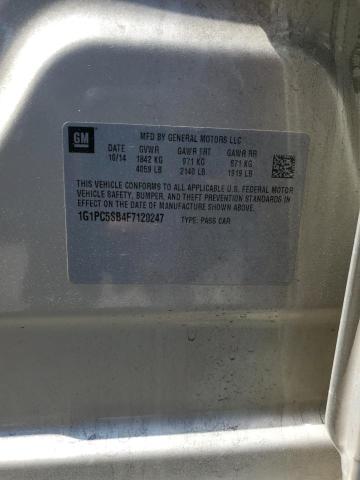 GM
MFD BY GENERAL MOTORS LLC
DATE GVWR GAWR FRT GAWR RR
10/14 1842 KG 971 KG 871 KG
4059 LB 2140 LB 1919 LB
THIS VEHICLE CONFORMS TO ALL APPLICABLE U.S. FEDERAL MOTOR
VEHICLE SAFETY, BUMPER, AND THEFT PREVENTION STANDARDS
IN EFFECT ON THE DATE OF MANUFACTURE SHOWN ABOVE.
1G1PC5SB4F7120247 TYPE: PASS CAR